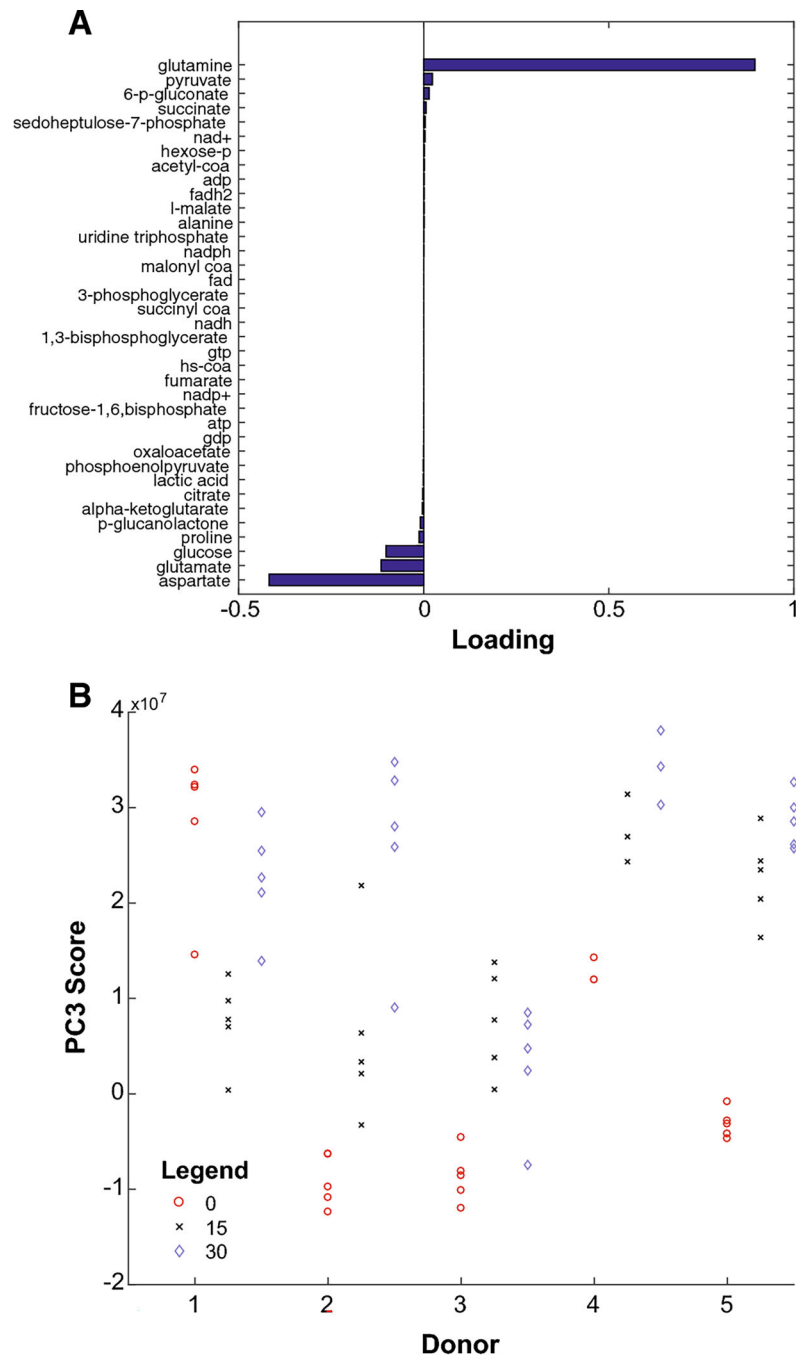 A
glutamine
pyruvate
6-p-gluconate
succinate
sedoheptulose-7-phosphate
nad+
hexose-p
acetyl-coa
adp
fadh2
l-malate
alanine
uridine triphosphate
nadph
malonyl coa
fad
3-phosphoglycerate
succinyl coa
nadh
1,3-bisphosphoglycerate
gtp
hs-coa
fumarate
nadp+
fructose-1,6,bisphosphate
atp
gdp
oxaloacetate
phosphoenolpyruvate
lactic acid
citrate
alpha-ketoglutarate
p-glucanolactone
proline
glucose
glutamate
aspartate
-0.5 0 0.5 1
Loading
B
4 x10⁷
3
2
1
0
-1
-2
PC3 Score
Legend
0
15
30
1 2 3 4 5
Donor